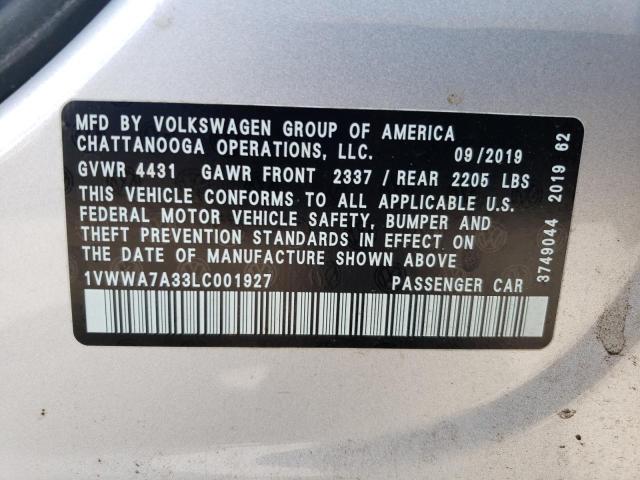 MFD BY VOLKSWAGEN GROUP OF AMERICA
CHATTANOOGA OPERATIONS, LLC. 09/2019
GVWR 4431 GAWR FRONT 2337 / REAR 2205 LBS
THIS VEHICLE CONFORMS TO ALL APPLICABLE U.S.
FEDERAL MOTOR VEHICLE SAFETY, BUMPER AND
THEFT PREVENTION STANDARDS IN EFFECT ON
THE DATE OF MANUFACTURE SHOWN ABOVE
1VWWA7A33LC001927 PASSENGER CAR
3749044 2019 62